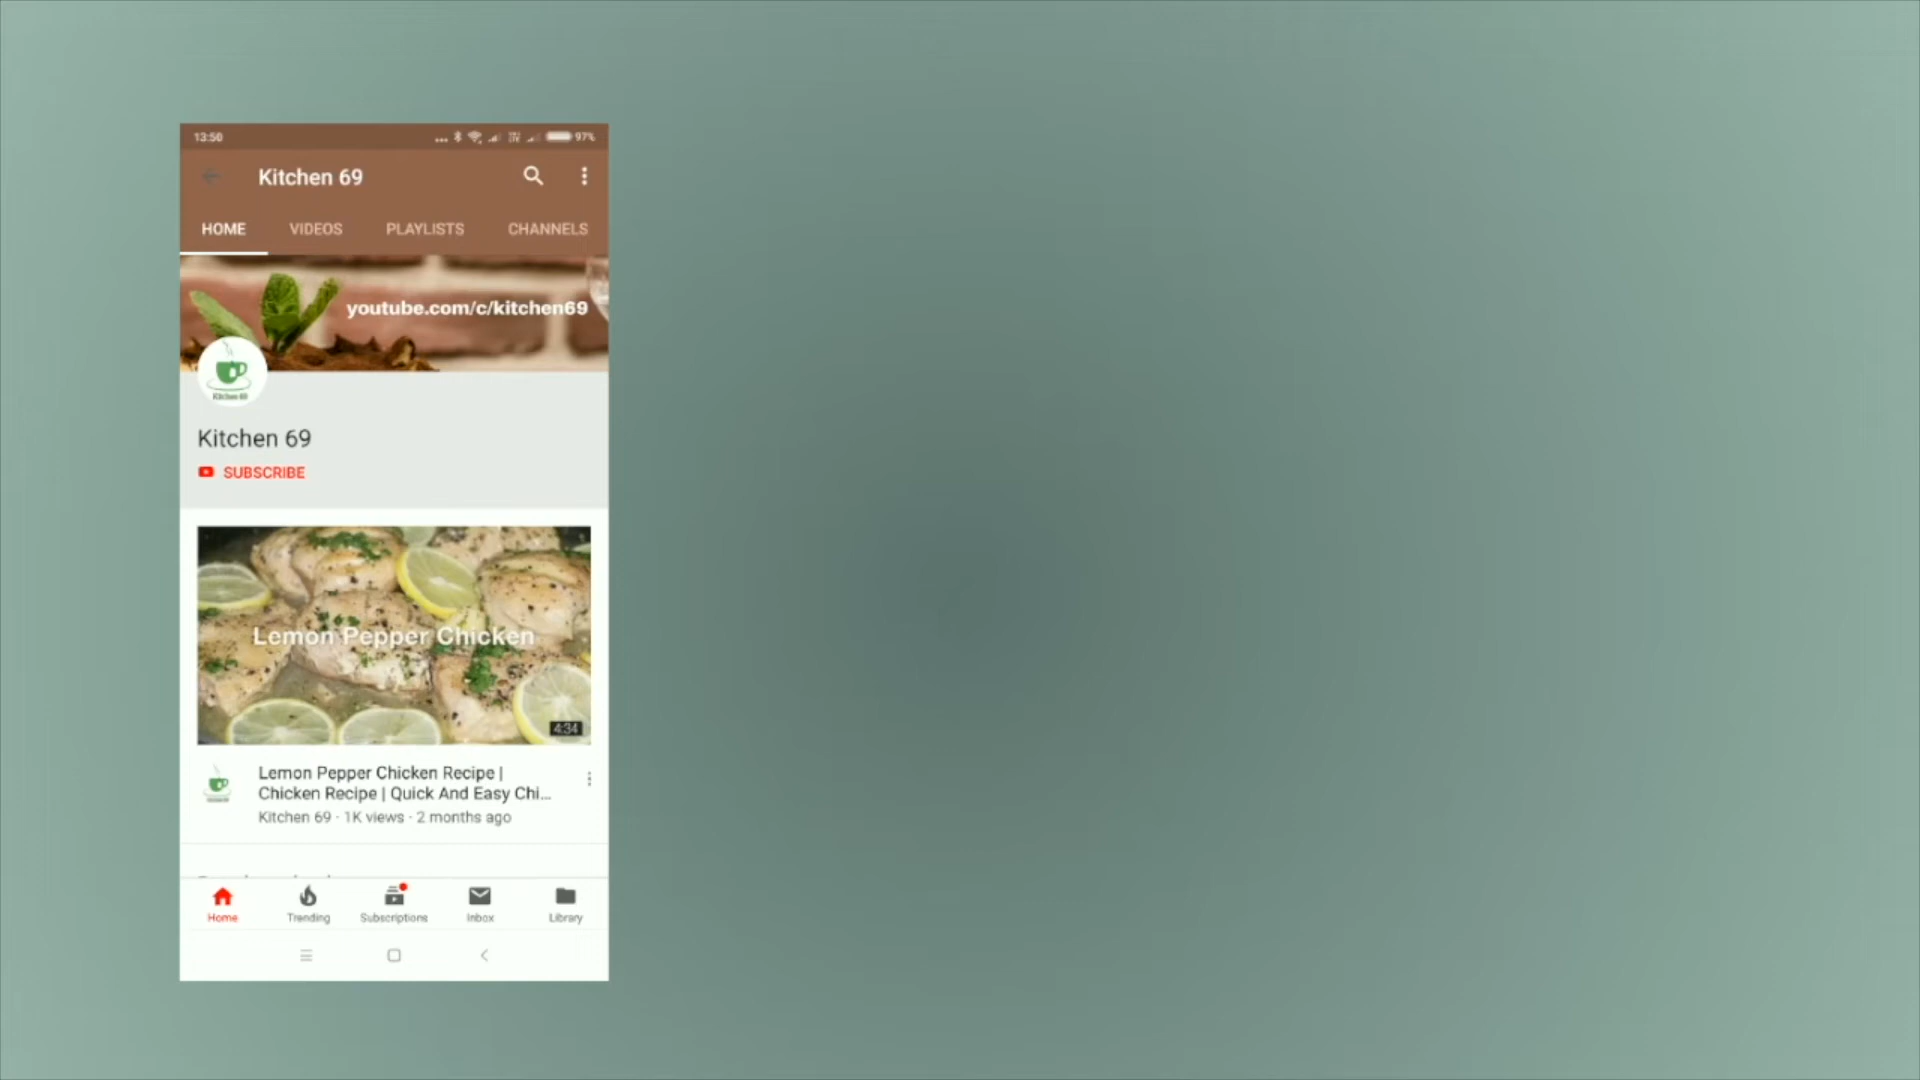 13:50
97%
Kitchen 69
HOME VIDEOS PLAYLISTS CHANNELS
youtube.com/c/kitchen69
Kitchen 69
Kitchen 69
SUBSCRIBE
Lemon Pepper Chicken
4:34
Lemon Pepper Chicken Recipe |
Chicken Recipe | Quick And Easy Chi...
Kitchen 69 · 1K views · 2 months ago
Home Trending Subscriptions Inbox Library